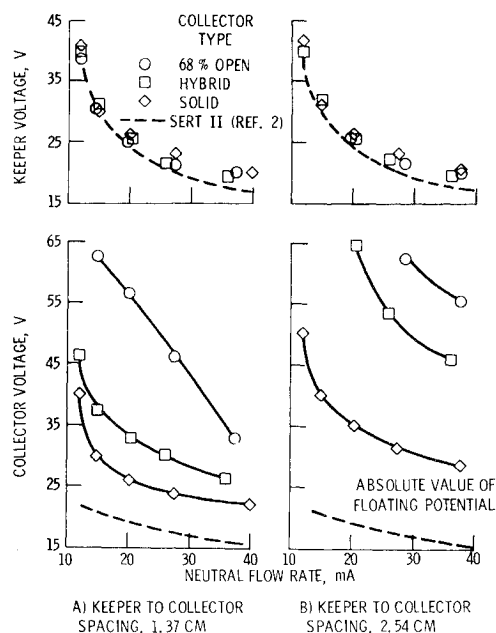 45
35
25
15
KEEPER VOLTAGE, V
COLLECTOR
TYPE
68 % OPEN
HYBRID
SOLID
SERT II (REF. 2)
65
55
45
35
25
15
COLLECTOR VOLTAGE, V
ABSOLUTE VALUE OF
FLOATING POTENTIAL
10 20 30 40 10 20 30 40
NEUTRAL FLOW RATE, mA
A) KEEPER TO COLLECTOR
SPACING, 1.37 CM
B) KEEPER TO COLLECTOR
SPACING, 2.54 CM